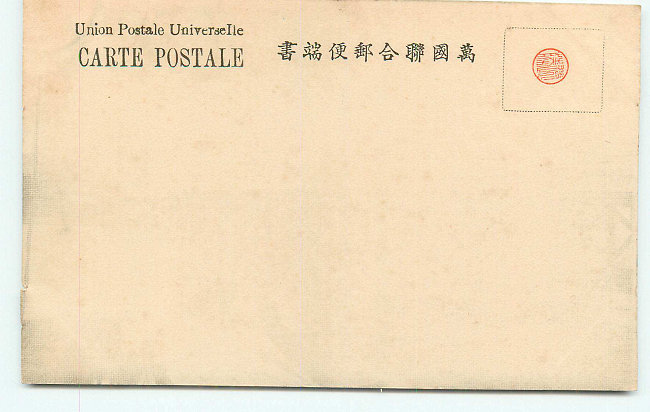 Union Postale Universelle
CARTE POSTALE
書端便郵合聯國萬